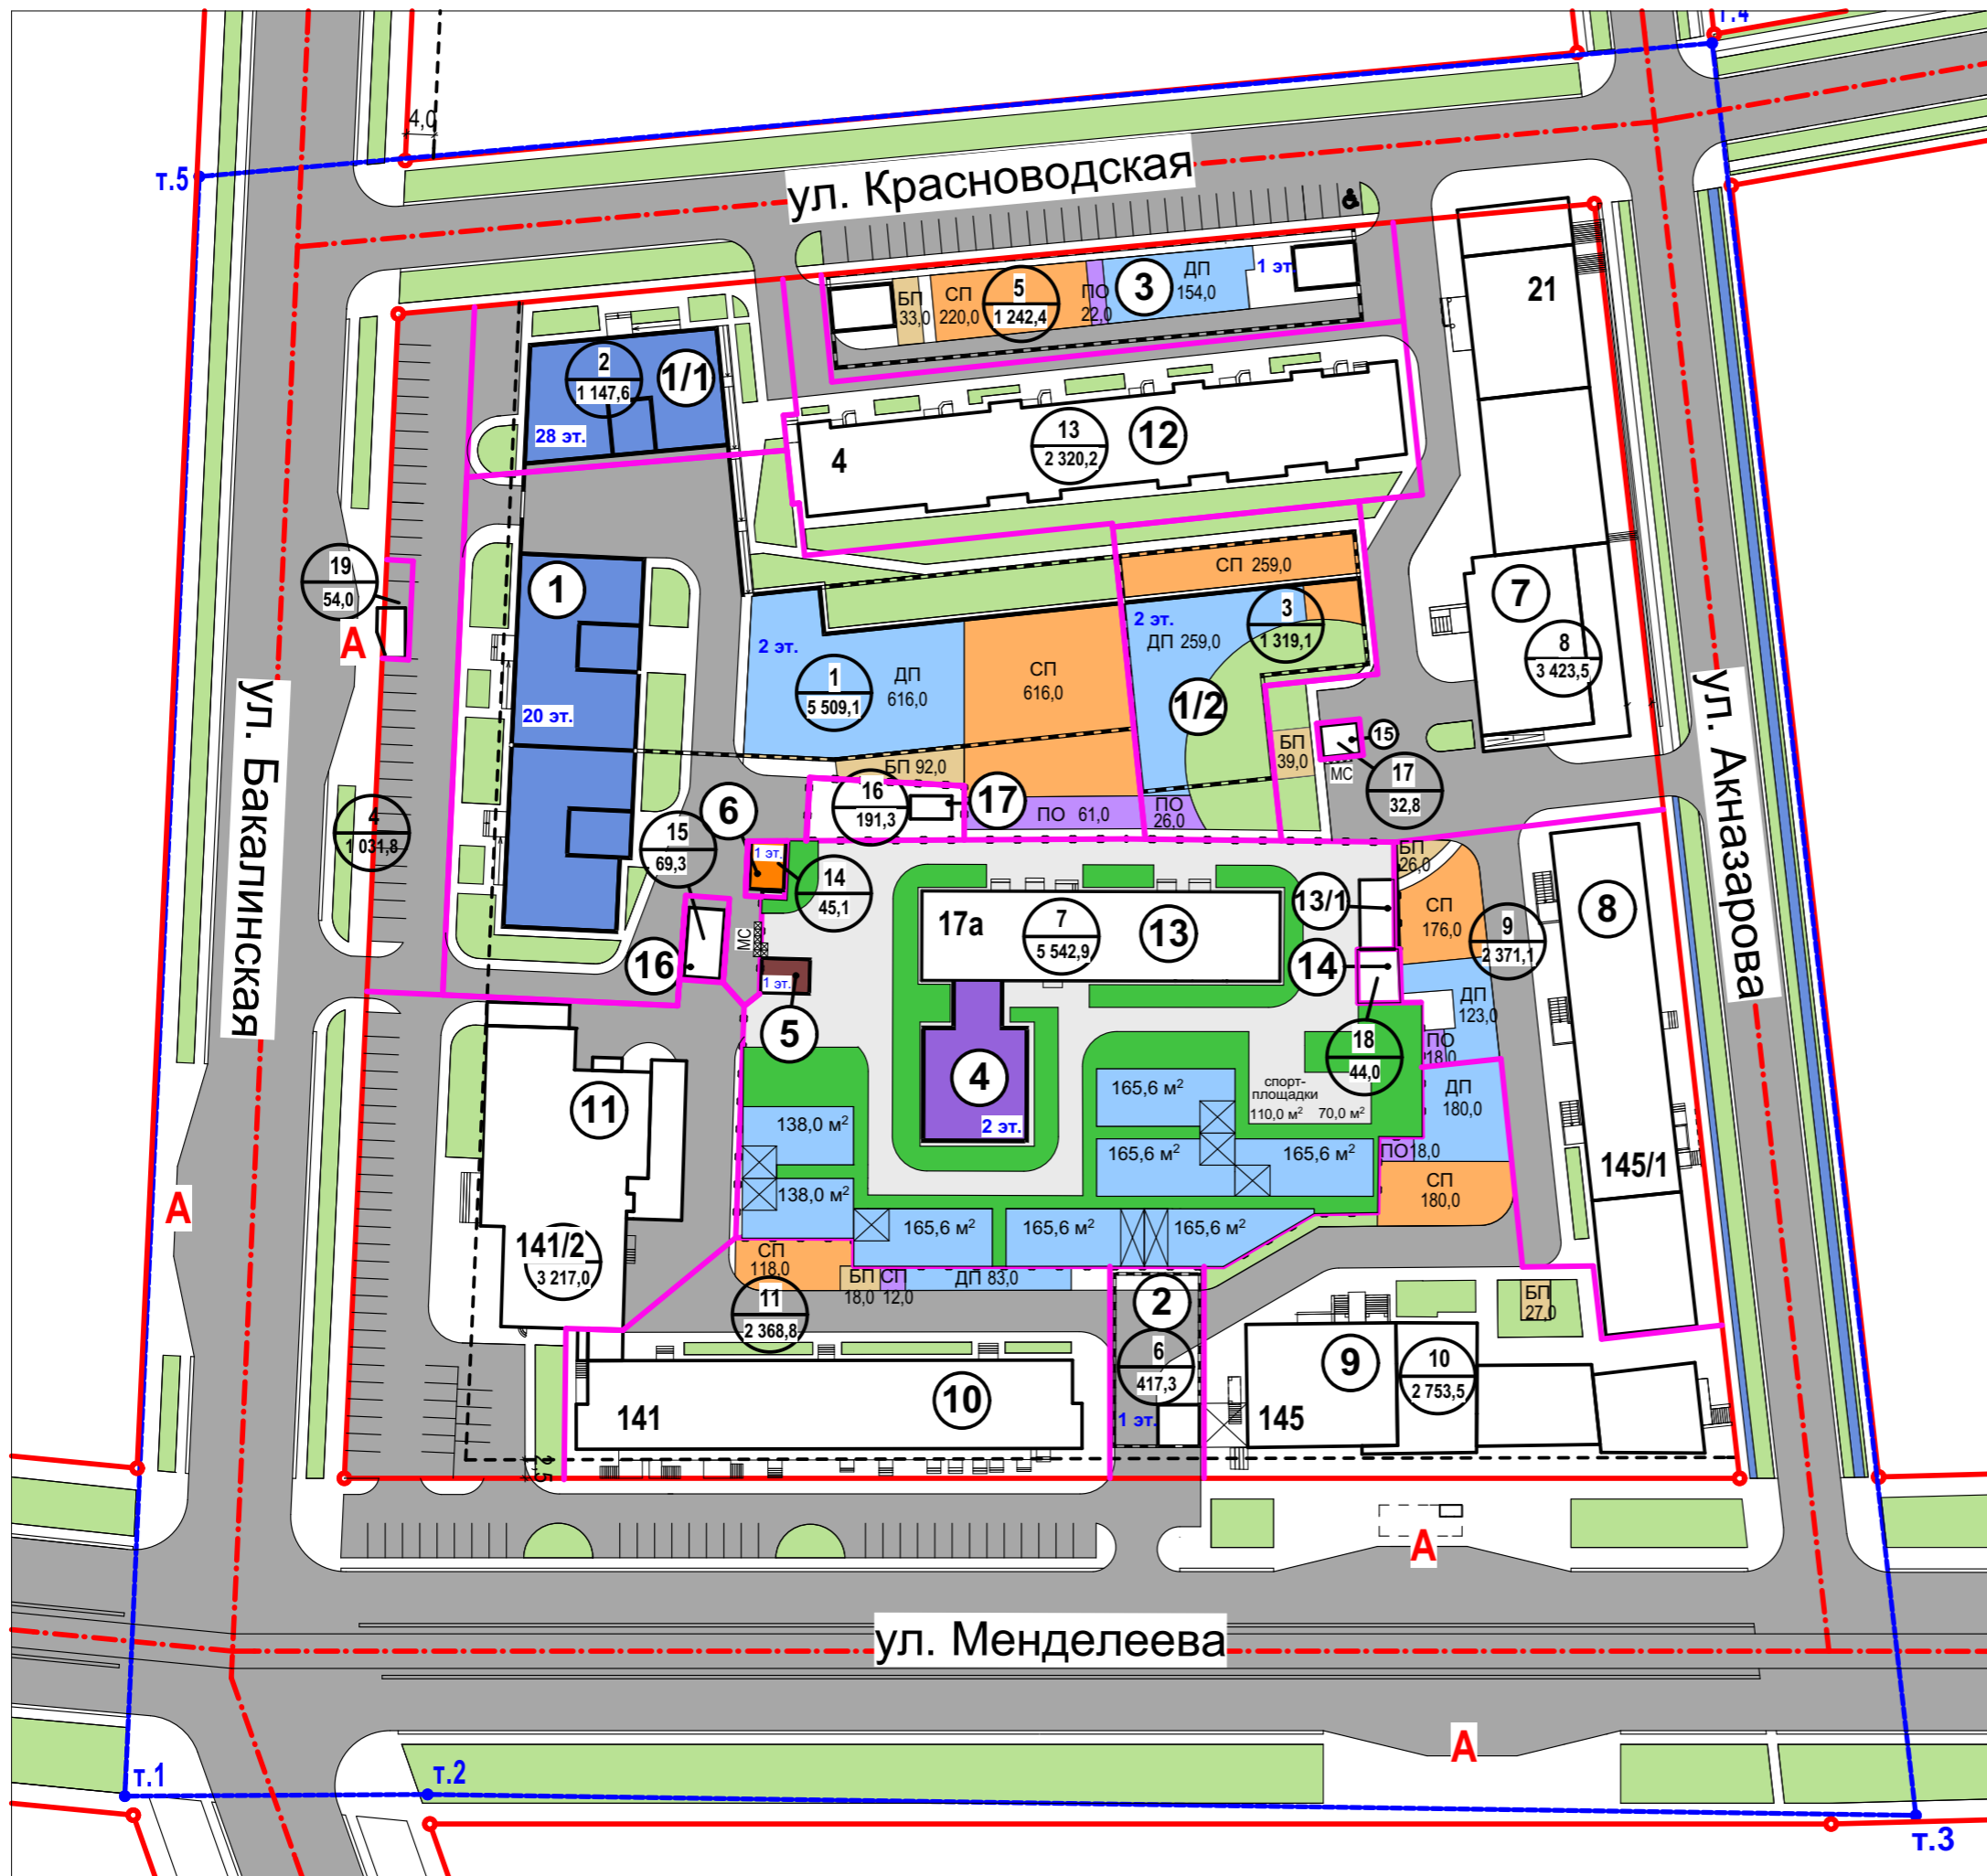 т.4
4,0
т.5
ул. Красноводская
БП
33,0
СП
220,0
5
1 242,4
ПО
22,0
3
ДП
154,0
1 эт.
21
2
1 147,6
1/1
28 эт.
4
13
2 320,2
12
19
54,0
А
1
20 эт.
2 эт.
1
5 509,1
ДП
616,0
СП
616,0
СП 259,0
2 эт.
ДП 259,0
3
1 319,1
1/2
7
8
3 423,5
ул. Бакалинская
ул. Акназарова
БП 92,0
БП
39,0
15
МС
17
32,8
4
1 031,8
15
69,3
6
16
191,3
17
ПО 61,0
ПО
26,0
1 эт.
14
45,1
17а
7
5 542,9
13
13/1
БП
26,0
СП
176,0
9
2 371,1
8
МС
16
1 эт.
5
14
ДП
123,0
ПО
18,0
18
44,0
4
2 эт.
11
138,0 м²
138,0 м²
165,6 м²
165,6 м²
165,6 м²
спорт-
площадки
110,0 м² 70,0 м²
ДП
180,0
ПО18,0
СП
180,0
145/1
А
141/2
3 217,0
165,6 м²
165,6 м²
165,6 м²
СП
118,0
БП
18,0
СП
12,0
ДП 83,0
11
2 368,8
2
6
417,3
1 эт.
БП
27,0
9
10
2 753,5
145
141
10
2,5
А
ул. Менделеева
А
т.1
т.2
т.3